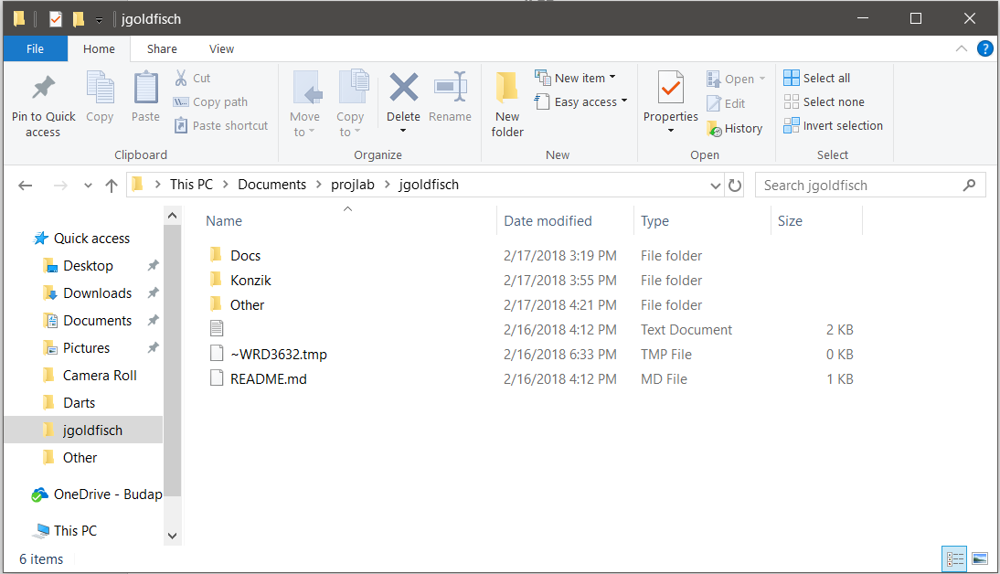 jgoldfisch
File Home Share View
Pin to Quick access
Copy
Paste
Cut
Copy path
Paste shortcut
Clipboard
Move to
Copy to
Delete
Rename
Organize
New folder
New item
Easy access
New
Properties
Open
Edit
History
Open
Select all
Select none
Invert selection
Select
This PC > Documents > projlab > jgoldfisch
Search jgoldfisch
Quick access
Desktop
Downloads
Documents
Pictures
Camera Roll
Darts
jgoldfisch
Other
OneDrive - Budap
This PC
Name Date modified Type Size
Docs 2/17/2018 3:19 PM File folder
Konzik 2/17/2018 3:55 PM File folder
Other 2/17/2018 4:21 PM File folder
2/16/2018 4:12 PM Text Document 2 KB
~WRD3632.tmp 2/16/2018 6:33 PM TMP File 0 KB
README.md 2/16/2018 4:12 PM MD File 1 KB
6 items